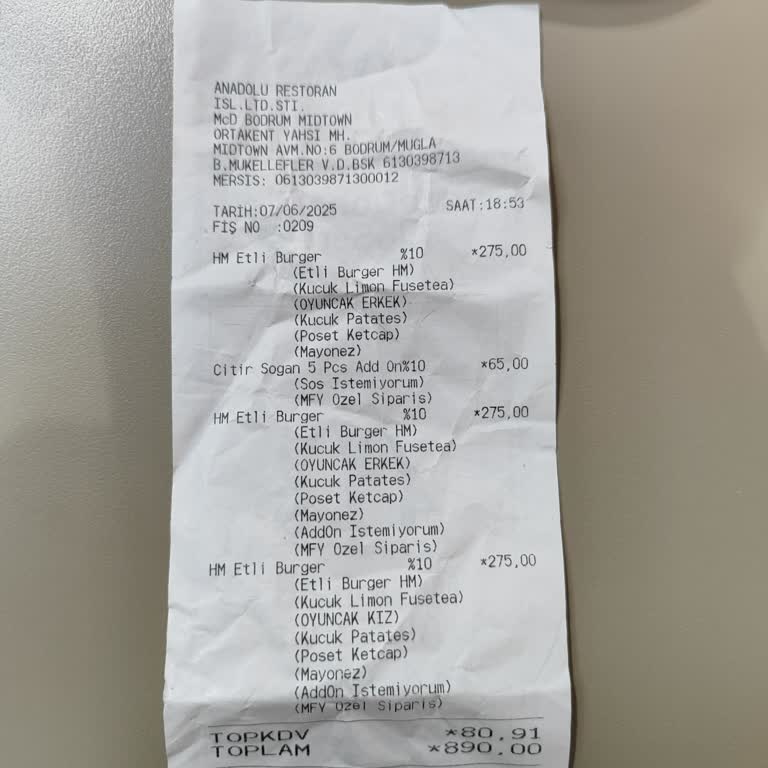 ANADOLU RESTORAN
ISL.LTD.STI.
McD BODRUM MIDTOWN
ORTAKENT YAHSI MH.
MIDTOWN AVM.NO:6 BODRUM/MUGLA
B.MUKELLEFLER V.D.BSK 6130398713
MERSIS: 0613039871300012
TARİH:07/06/2025 SAAT:18:53
FİŞ NO :0209
HM Etli Burger %10 *275,00
(Etli Burger HM)
(Kucuk Limon Fusetea)
(OYUNCAK ERKEK)
(Kucuk Patates)
(Poset Ketcap)
(Mayonez)
Citir Sogan 5 Pcs Add On%10 *65,00
(Sos Istemiyorum)
(MFY Ozel Siparis)
HM Etli Burger %10 *275,00
(Etli Burger HM)
(Kucuk Limon Fusetea)
(OYUNCAK ERKEK)
(Kucuk Patates)
(Poset Ketcap)
(Mayonez)
(AddOn Istemiyorum)
(MFY Ozel Siparis)
HM Etli Burger %10 *275,00
(Etli Burger HM)
(Kucuk Limon Fusetea)
(OYUNCAK KIZ)
(Kucuk Patates)
(Poset Ketcap)
(Mayonez)
(AddOn Istemiyorum)
(MFY Ozel Siparis)
TOPKDV *80,91
TOPLAM *890,00